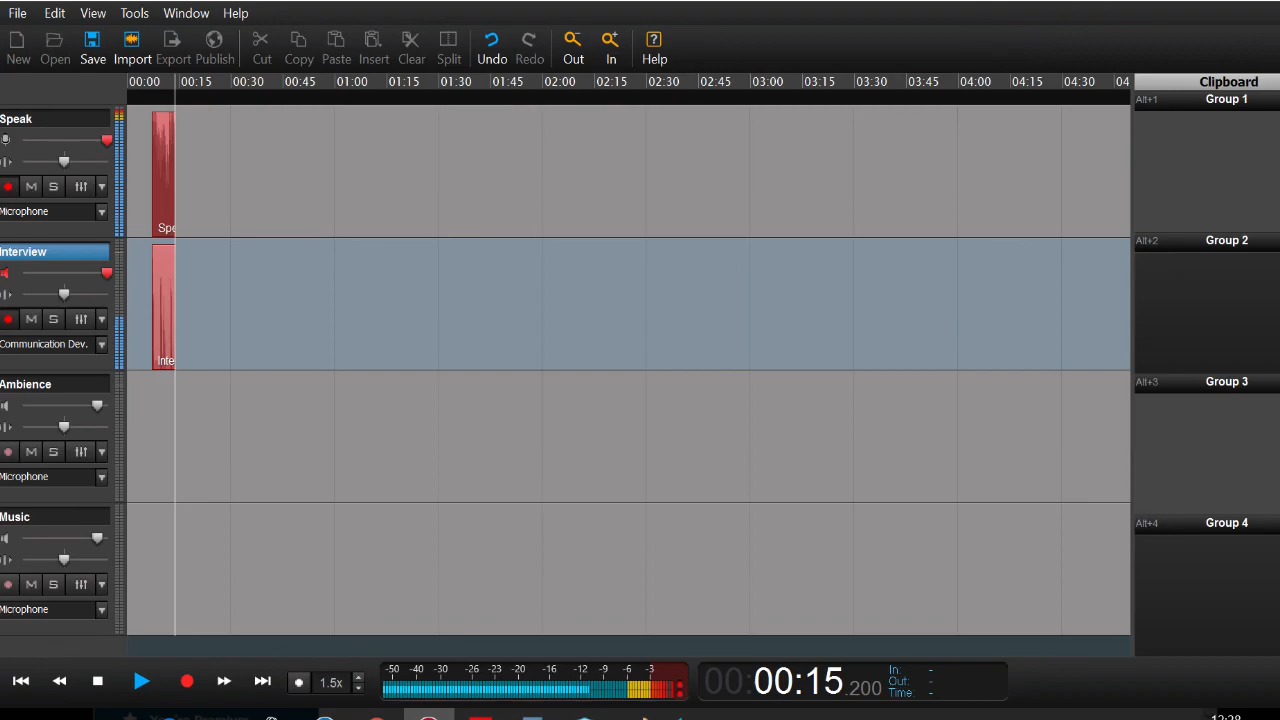 File Edit View Tools Window Help
New Open Save Import Export Publish Cut Copy Paste Insert Clear Split Undo Redo Out In Help
00:00 00:15 00:30 00:45 01:00 01:15 01:30 01:45 02:00 02:15 02:30 02:45 03:00 03:15 03:30 03:45 04:00 04:15 04:30 04
Clipboard
Alt+1 Group 1
Speak
M S
Microphone
Spe
Alt+2 Group 2
Interview
M S
Communication Dev.
Inte
Alt+3 Group 3
Ambience
M S
Microphone
Alt+4 Group 4
Music
M S
Microphone
1.5x
-50 -40 -30 -26 -23 -20 -16 -12 -9 -6 -3
00:00:15.200
In: -
Out: -
Time: -